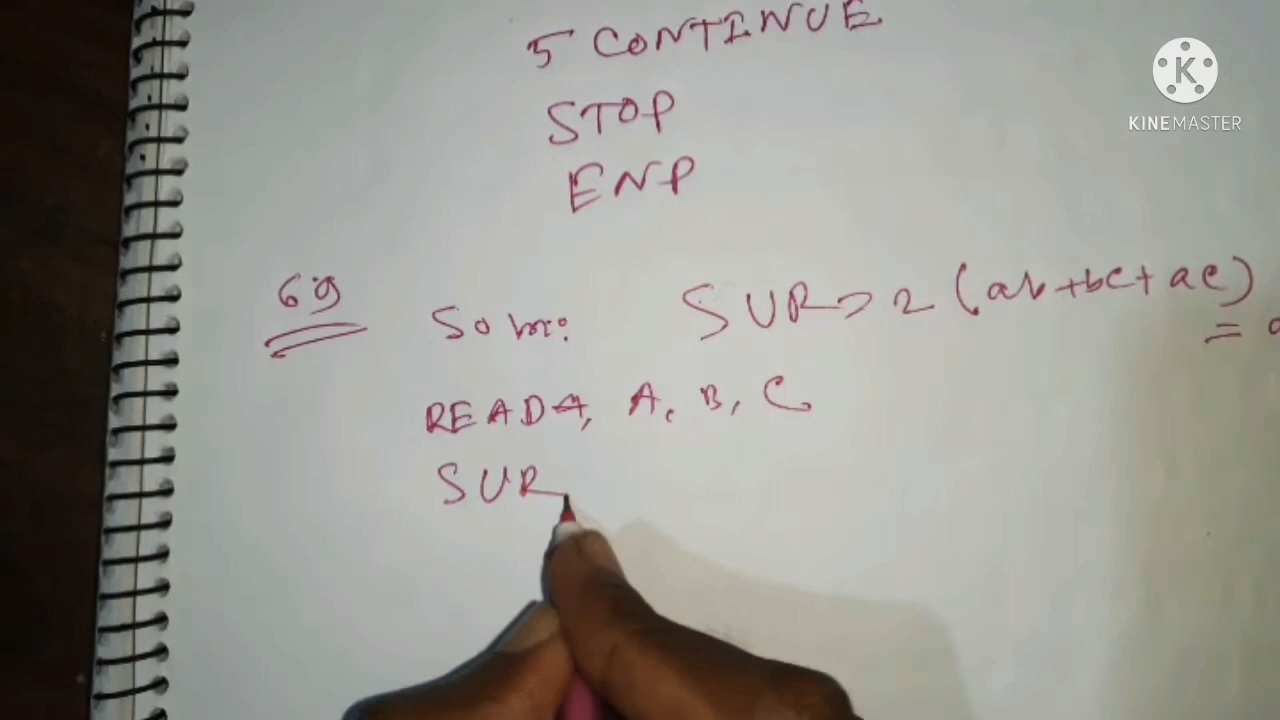 5 CONTINUE
STOP
END
KINEMASTER
69
Soln: SUR = 2 (ab+bc+ac)
=
READ*, A, B, C
SUR